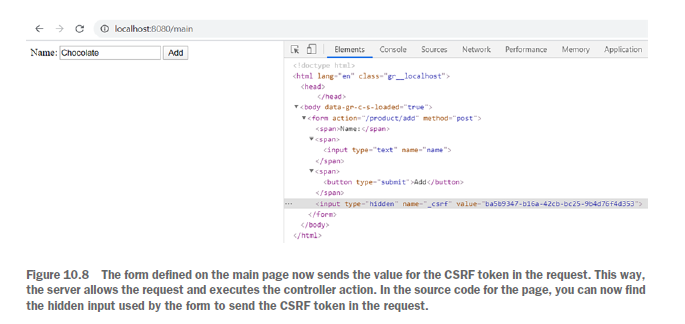 localhost:8080/main
Name: Chocolate Add
Elements Console Sources Network Performance Memory Application
<!doctype html>
<html lang="en" class="gr__localhost">
<head>
</head>
▼<body data-gr-c-s-loaded="true">
▼<form action="/product/add" method="post">
<span>Name:</span>
▼<span>
<input type="text" name="name">
</span>
▼<span>
<button type="submit">Add</button>
</span>
... <input type="hidden" name="_csrf" value="ba5b9347-b16a-42cb-bc25-9b4d76f4d353">
</form>
</body>
</html>
Figure 10.8 The form defined on the main page now sends the value for the CSRF token in the request. This way,
the server allows the request and executes the controller action. In the source code for the page, you can now find
the hidden input used by the form to send the CSRF token in the request.